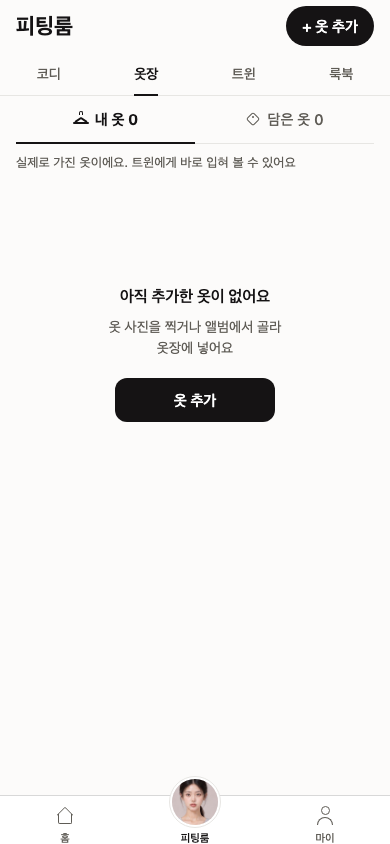 피팅룸
+ 옷 추가
코디
옷장
트윈
룩북
내 옷 0
담은 옷 0
실제로 가진 옷이에요. 트윈에게 바로 입혀 볼 수 있어요
아직 추가한 옷이 없어요
옷 사진을 찍거나 앨범에서 골라
옷장에 넣어요
옷 추가
홈
피팅룸
마이